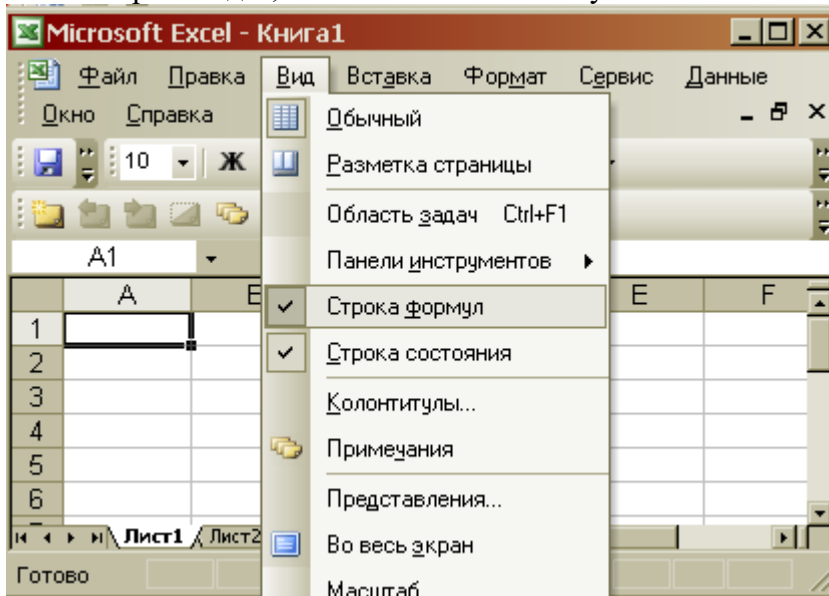 Microsoft Excel - Книга1
Файл Правка Вид Вставка Формат Сервис Данные
Окно Справка
10 Ж
A1
Обычный
Разметка страницы
Область задач Ctrl+F1
Панели инструментов
Строка формул
Строка состояния
Колонтитулы...
Примечания
Представления...
Во весь экран
Масштаб
A E F
1
2
3
4
5
6
Лист1 Лист2
Готово